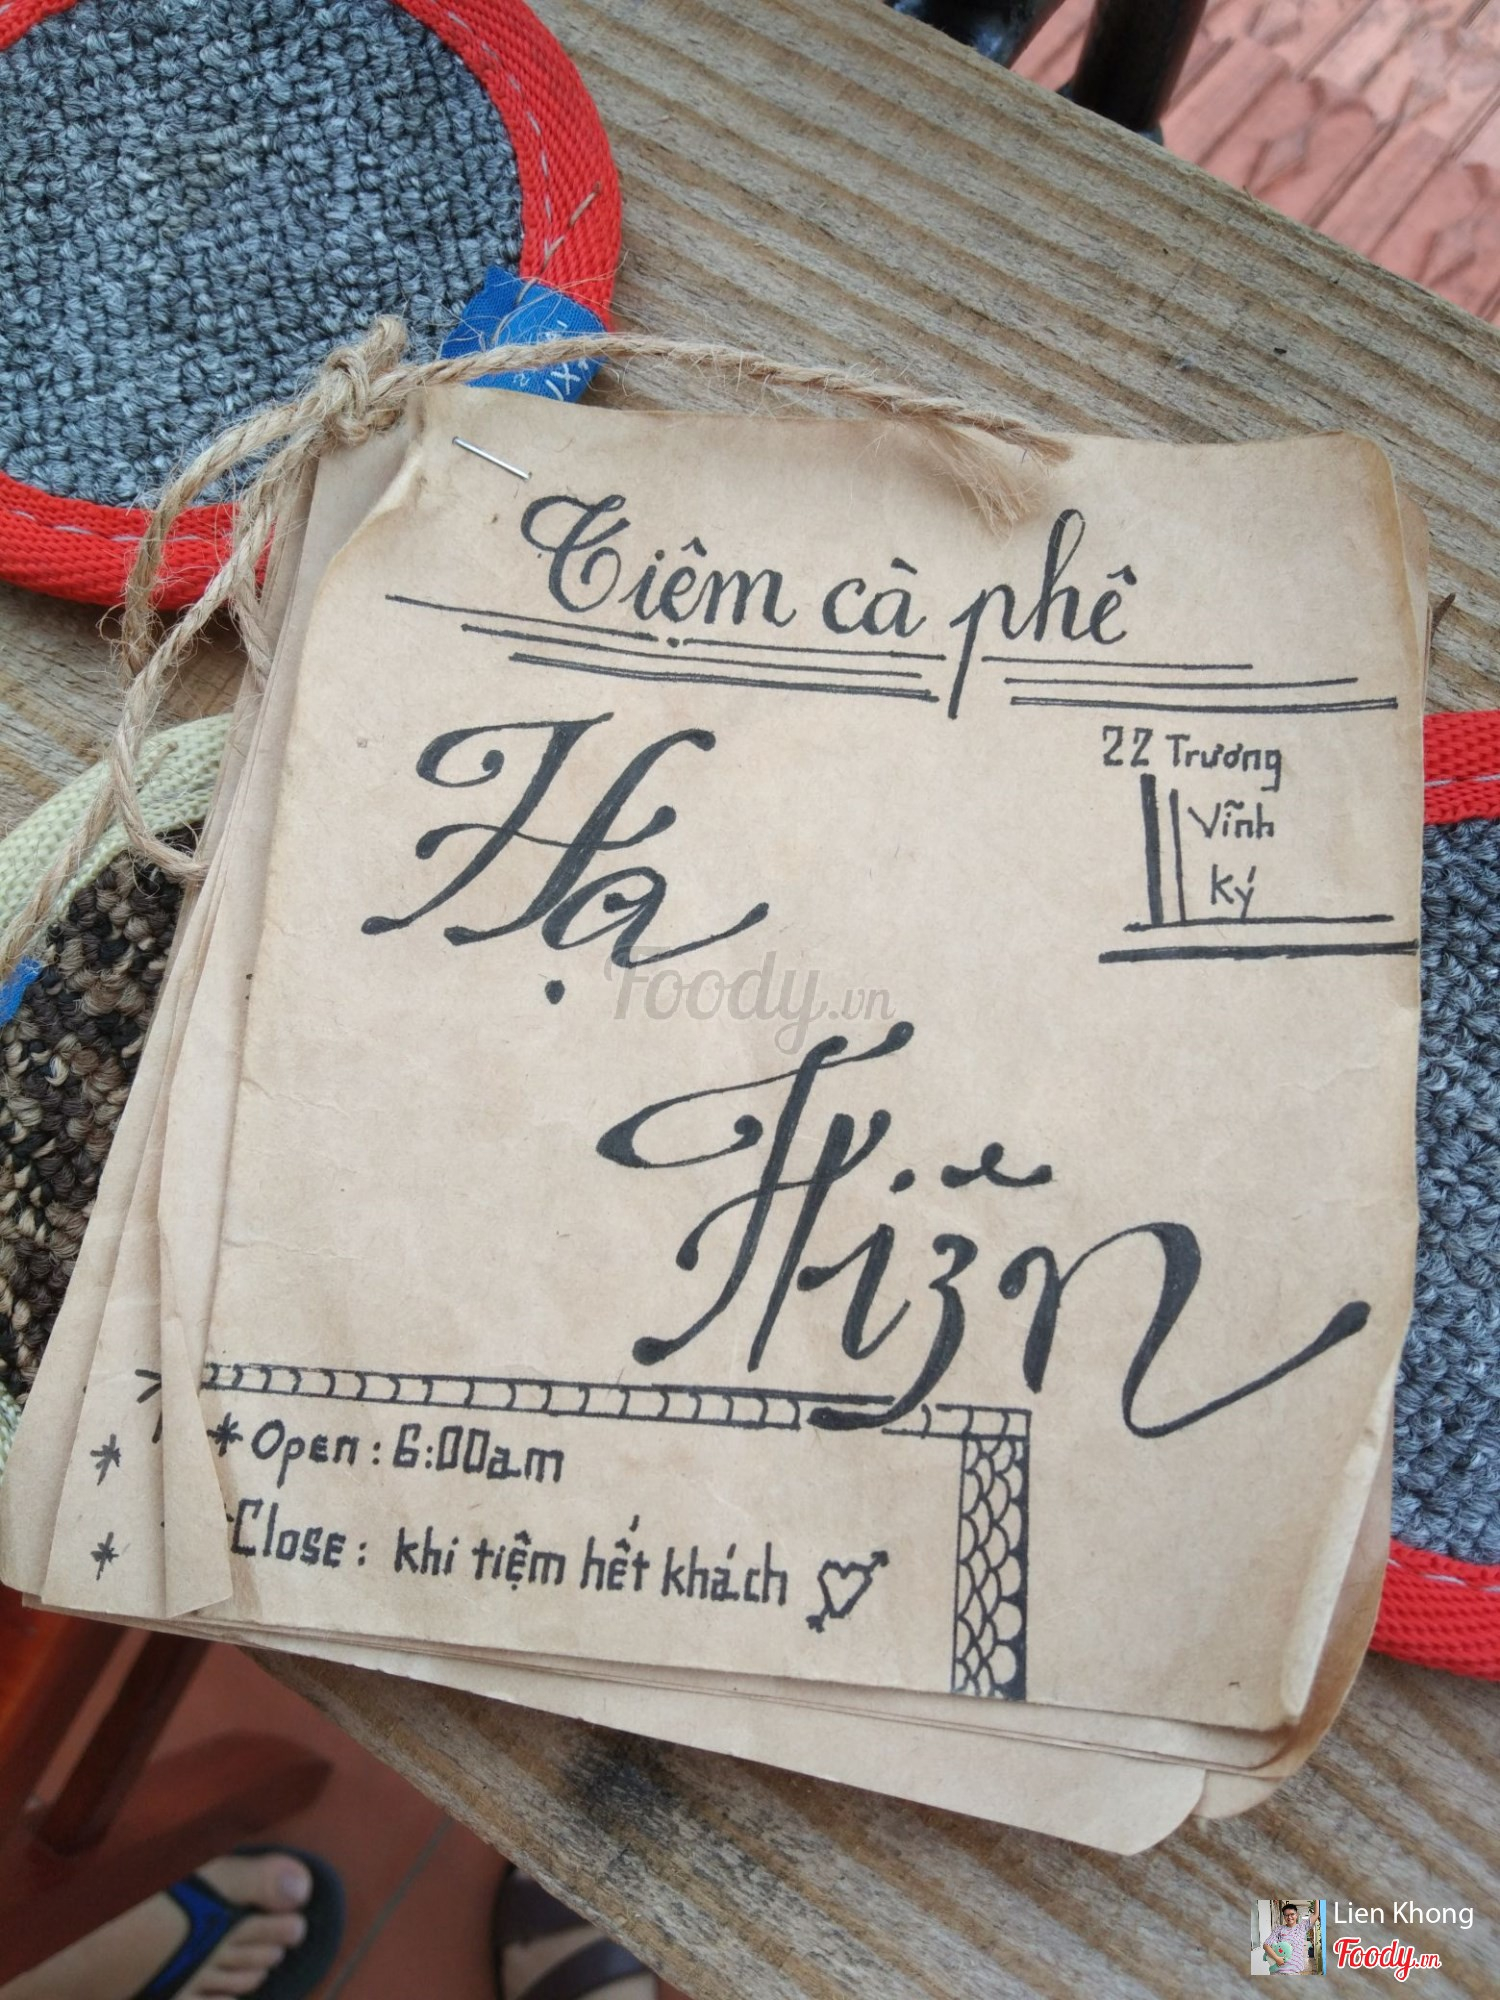 Tiệm cà phê
Hạ
22 Trương
Vĩnh
Ký
Foody.vn
Hiên
* Open : 6:00am
Close : khi tiệm hết khách
Lien Khong
Foody.vn